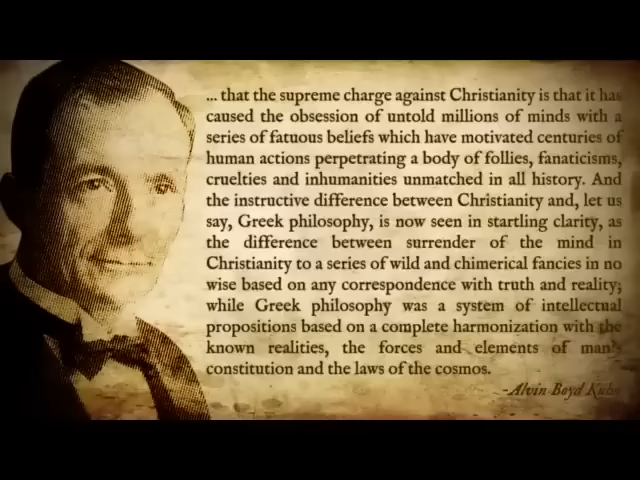 ... that the supreme charge against Christianity is that it has
caused the obsession of untold millions of minds with a
series of fatuous beliefs which have motivated centuries of
human actions perpetrating a body of follies, fanaticisms,
cruelties and inhumanities unmatched in all history. And
the instructive difference between Christianity and, let us
say, Greek philosophy, is now seen in startling clarity, as
the difference between surrender of the mind in
Christianity to a series of wild and chimerical fancies in no
wise based on any correspondence with truth and reality;
while Greek philosophy was a system of intellectual
propositions based on a complete harmonization with the
known realities, the forces and elements of man's
constitution and the laws of the cosmos.
-Alvin Boyd Kuhn